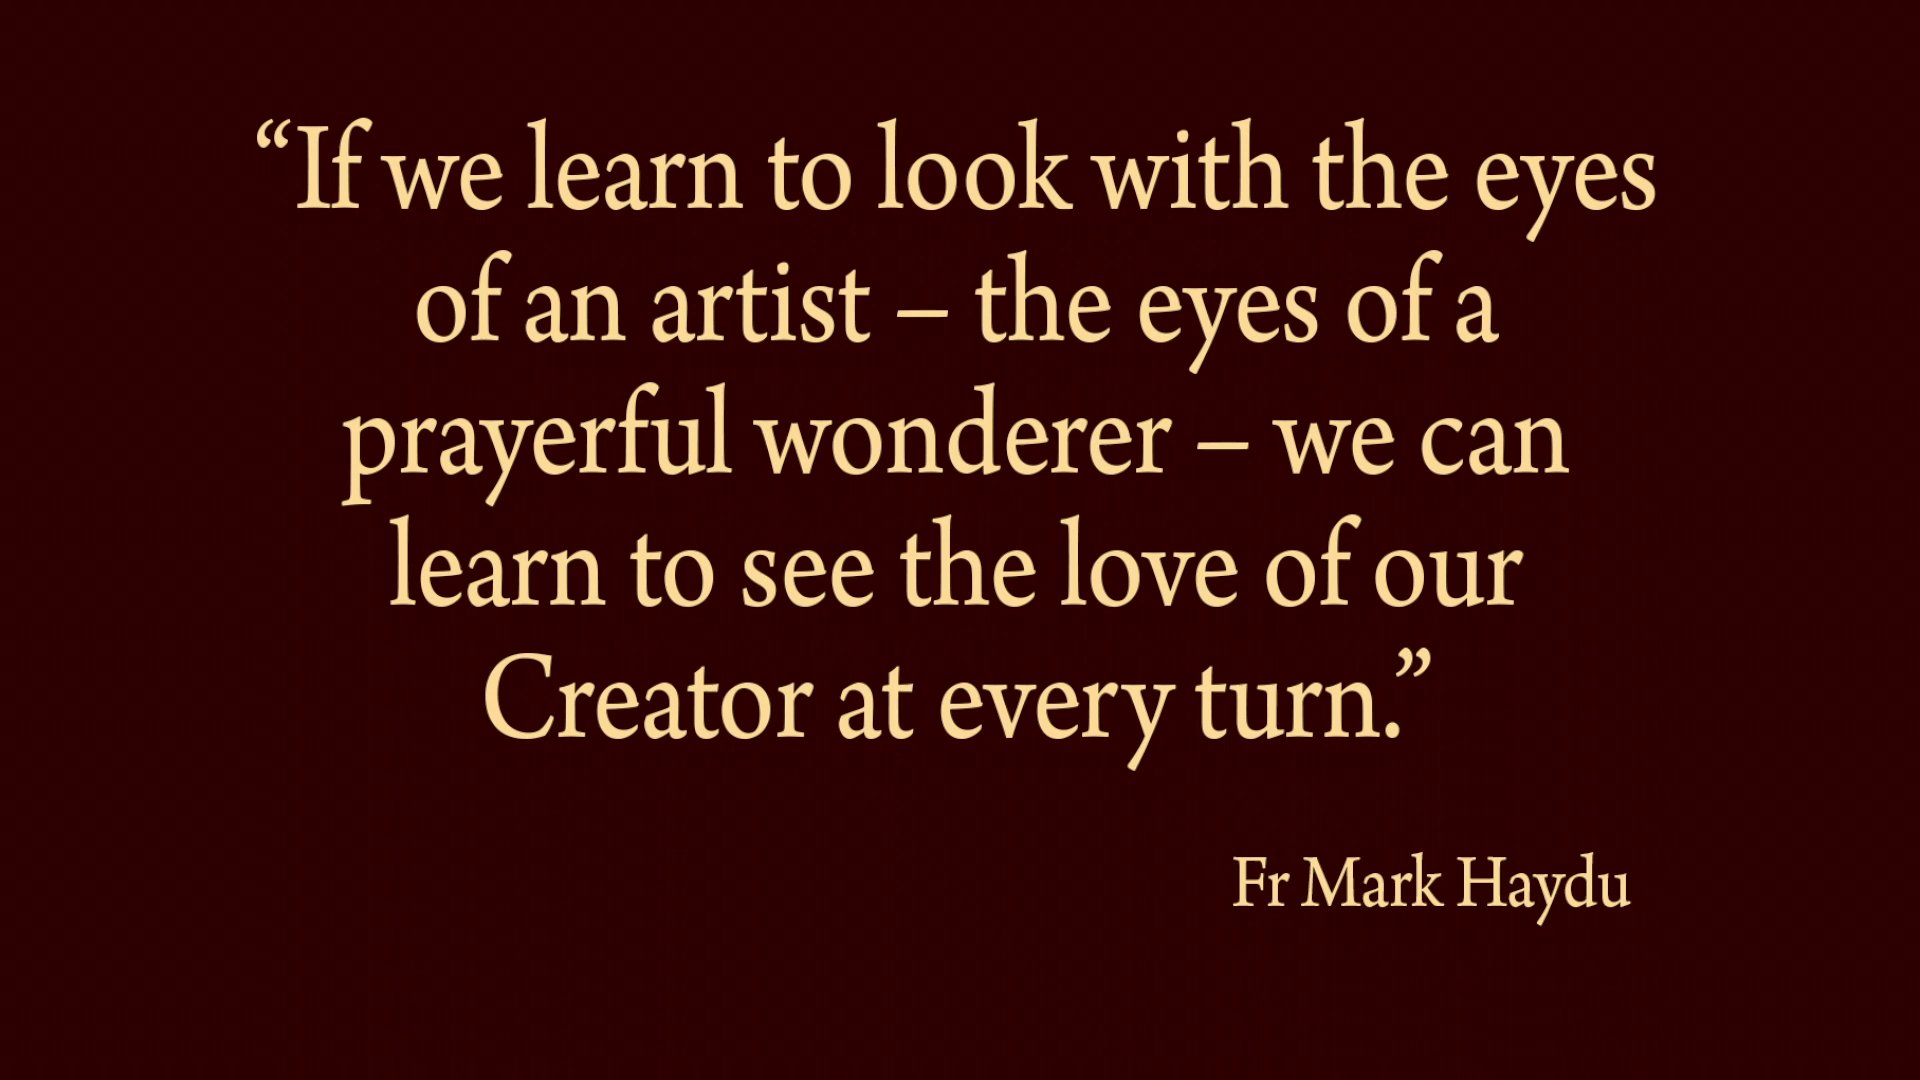 “If we learn to look with the eyes
of an artist – the eyes of a
prayerful wonderer – we can
learn to see the love of our
Creator at every turn.”
Fr Mark Haydu